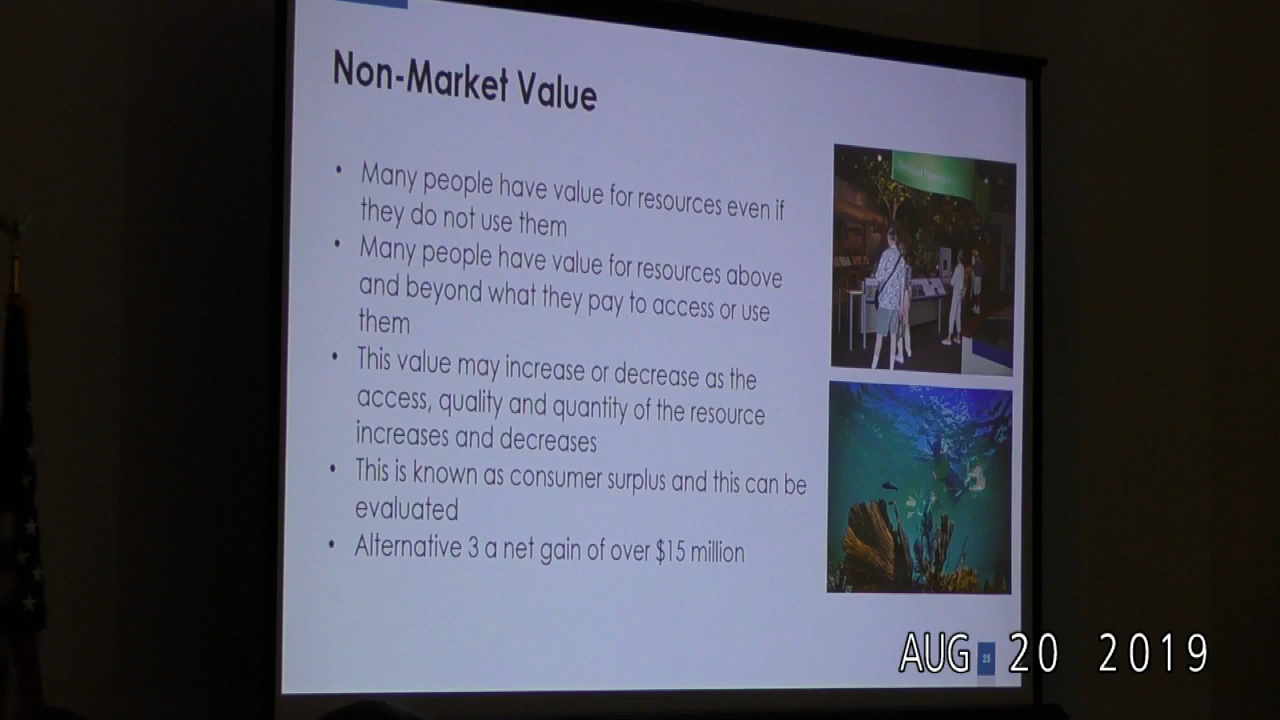 Non-Market Value
• Many people have value for resources even if
they do not use them
• Many people have value for resources above
and beyond what they pay to access or use
them
• This value may increase or decrease as the
access, quality and quantity of the resource
increases and decreases
• This is known as consumer surplus and this can be
evaluated
• Alternative 3 a net gain of over $15 million
AUG 20 2019